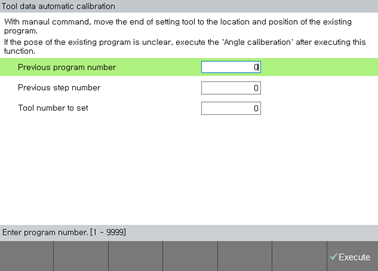 Tool data automatic calibration
With manaul command, move the end of setting tool to the location and position of the existing
program.
If the pose of the existing program is unclear, execute the 'Angle caliberation' after executing this
function.
Previous program number 0
Previous step number 0
Tool number to set 0
Enter program number. [1 - 9999]
Execute